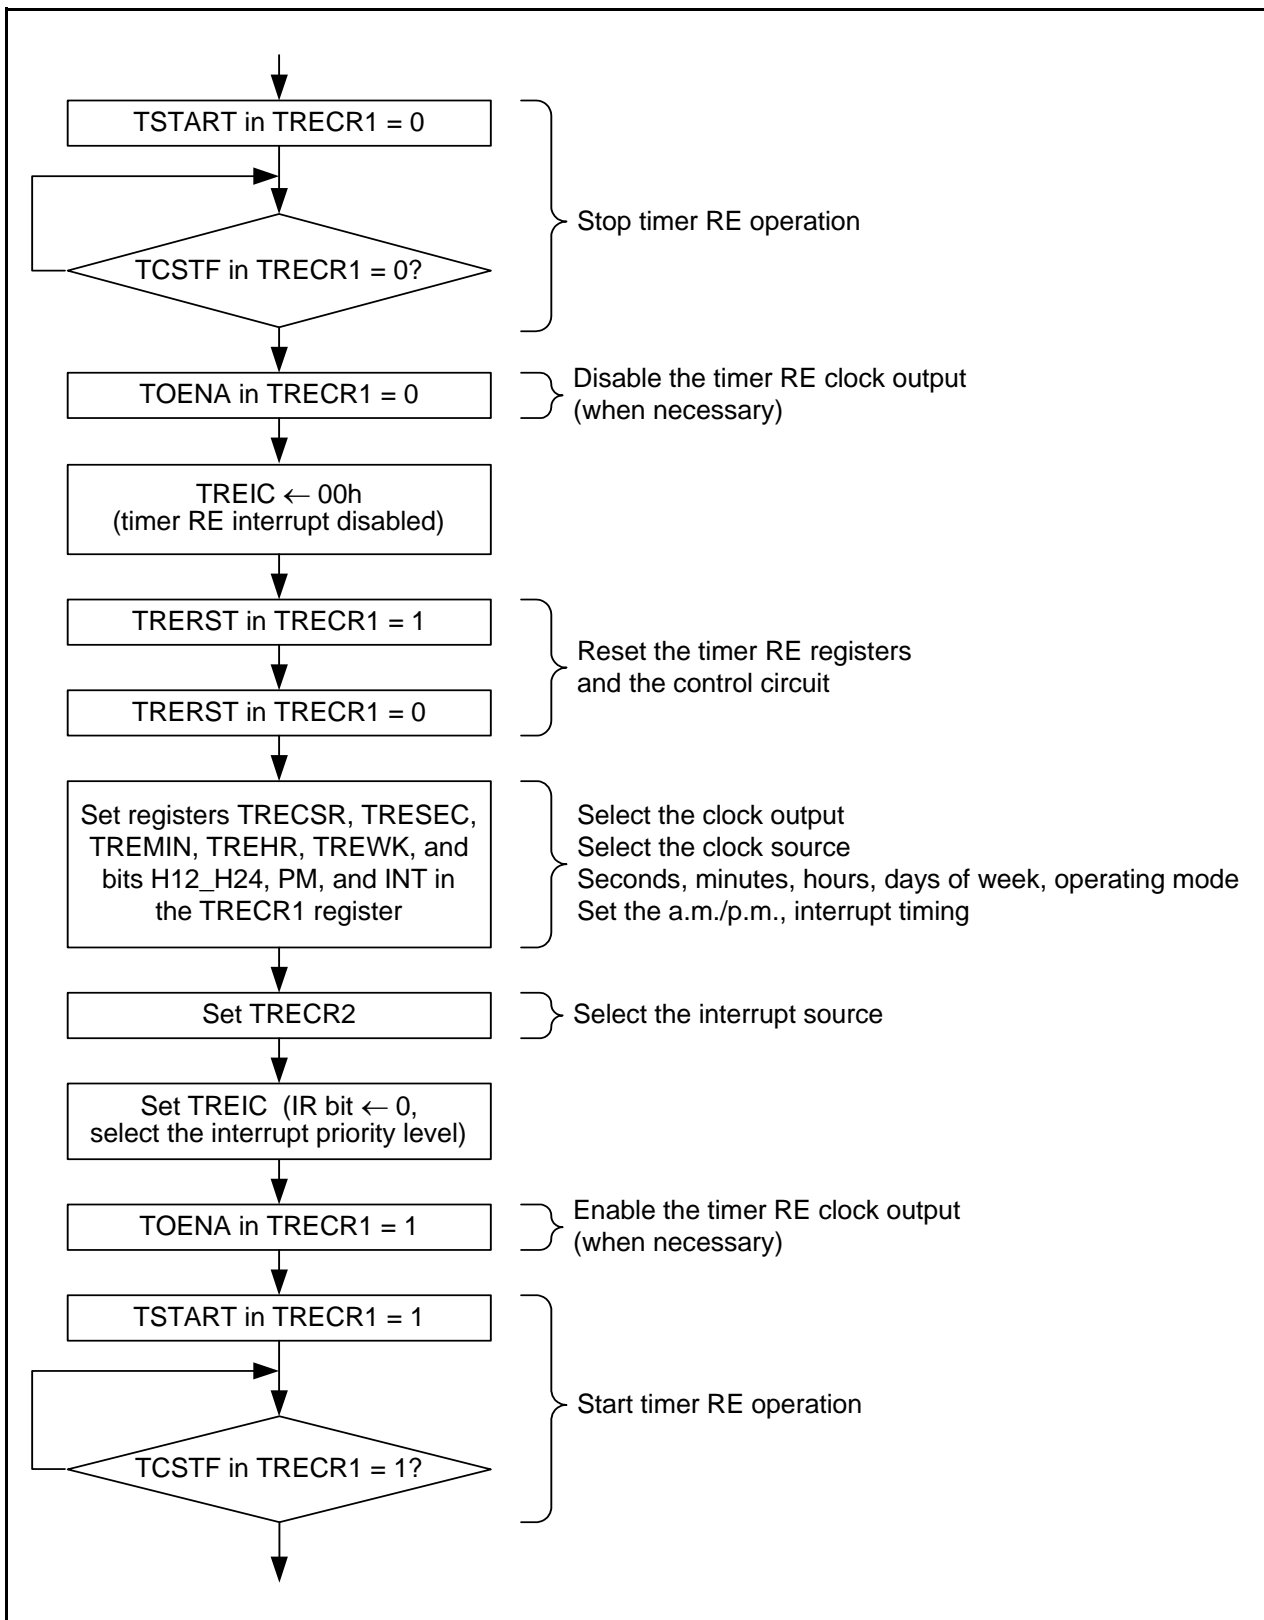 TSTART in TRECR1 = 0
TCSTF in TRECR1 = 0?
Stop timer RE operation
TOENA in TRECR1 = 0
Disable the timer RE clock output
(when necessary)
TREIC ← 00h
(timer RE interrupt disabled)
TRERST in TRECR1 = 1
TRERST in TRECR1 = 0
Reset the timer RE registers
and the control circuit
Set registers TRECSR, TRESEC,
TREMIN, TREHR, TREWK, and
bits H12_H24, PM, and INT in
the TRECR1 register
Select the clock output
Select the clock source
Seconds, minutes, hours, days of week, operating mode
Set the a.m./p.m., interrupt timing
Set TRECR2
Select the interrupt source
Set TREIC (IR bit ← 0,
select the interrupt priority level)
TOENA in TRECR1 = 1
Enable the timer RE clock output
(when necessary)
TSTART in TRECR1 = 1
TCSTF in TRECR1 = 1?
Start timer RE operation